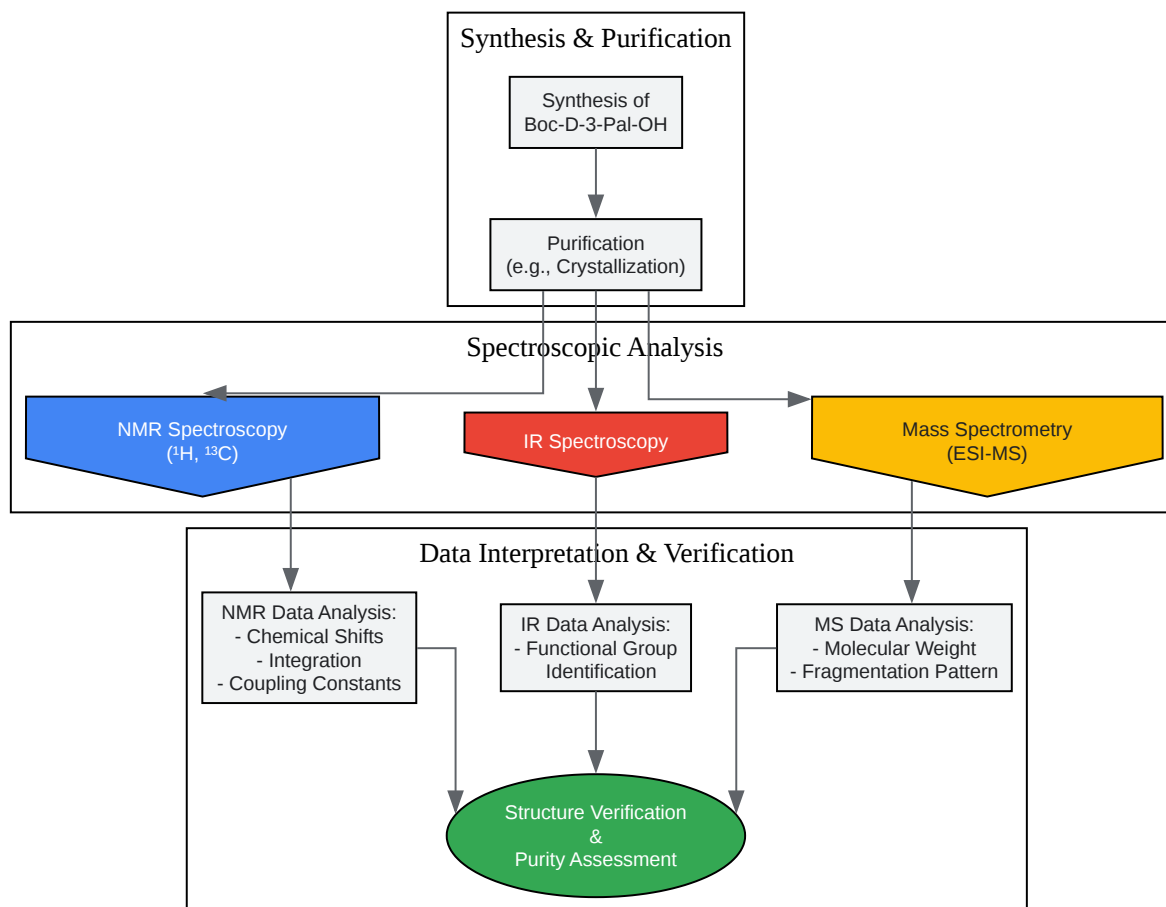 Synthesis & Purification
Synthesis of
Boc-D-3-Pal-OH
Purification
(e.g., Crystallization)
Spectroscopic Analysis
NMR Spectroscopy
(¹H, ¹³C)
IR Spectroscopy
Mass Spectrometry
(ESI-MS)
Data Interpretation & Verification
NMR Data Analysis:
- Chemical Shifts
- Integration
- Coupling Constants
IR Data Analysis:
- Functional Group
Identification
MS Data Analysis:
- Molecular Weight
- Fragmentation Pattern
Structure Verification
&
Purity Assessment